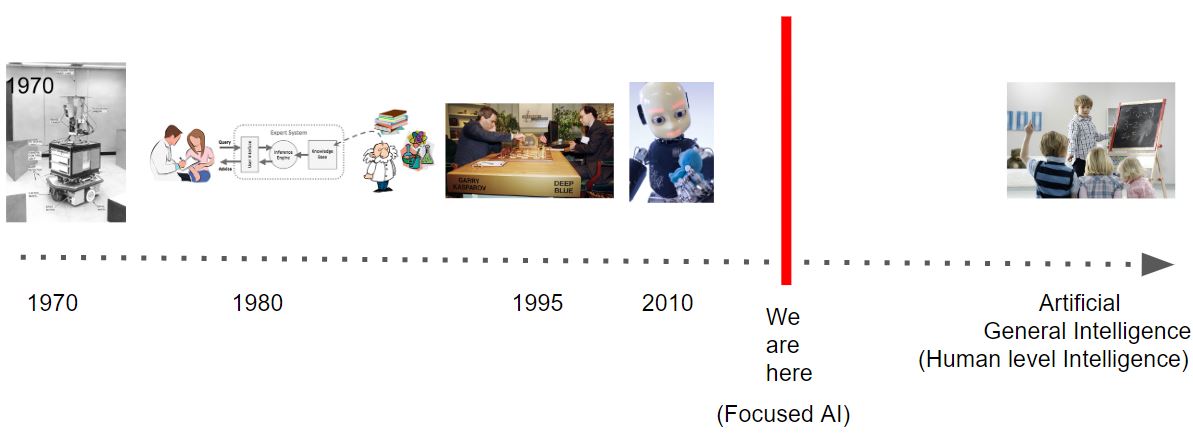 1970
Expert System
Query
Advice
User Interface
Inference
Engine
Knowledge
Base
GARRY
KASPAROV
DEEP
BLUE
1970
1980
1995
2010
We
are
here
(Focused AI)
Artificial
General Intelligence
(Human level Intelligence)